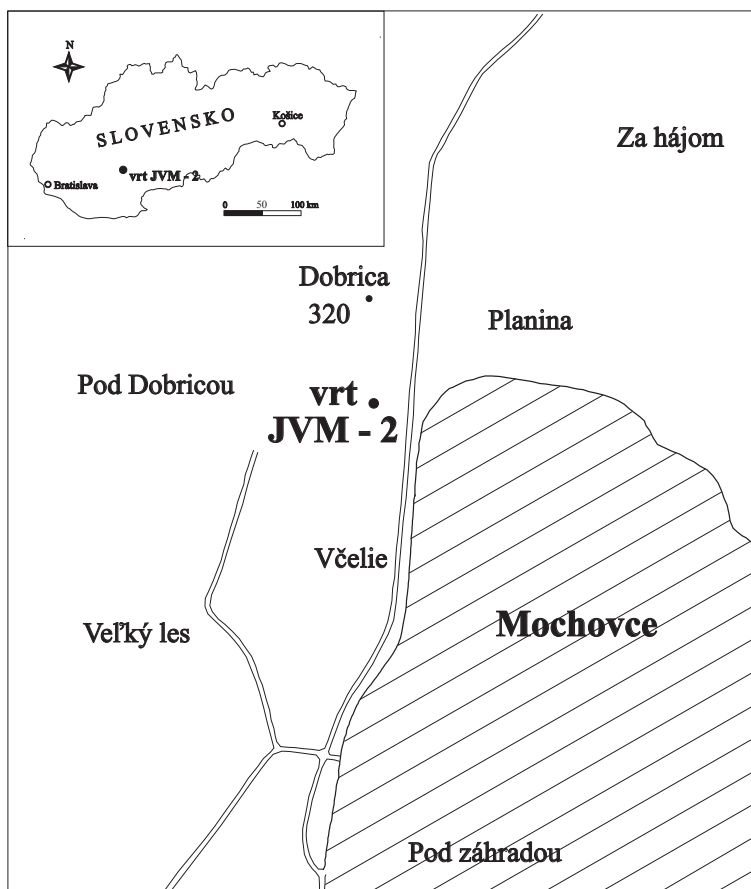 N
SLOVENSKO
Košice
vrt JVM - 2
Bratislava
0 50 100 km
Za hájom
Dobrica
320
Planina
Pod Dobricou
vrt
JVM - 2
Včelie
Veľký les
Mochovce
Pod záhradou